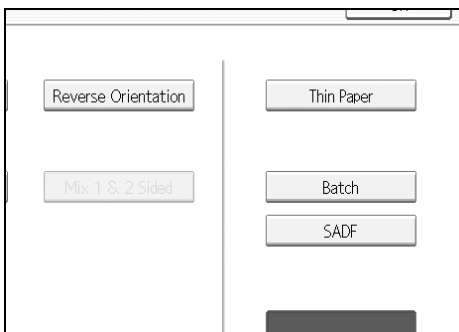 Reverse Orientation
Thin Paper
Mix 1 & 2 Sided
Batch
SADF